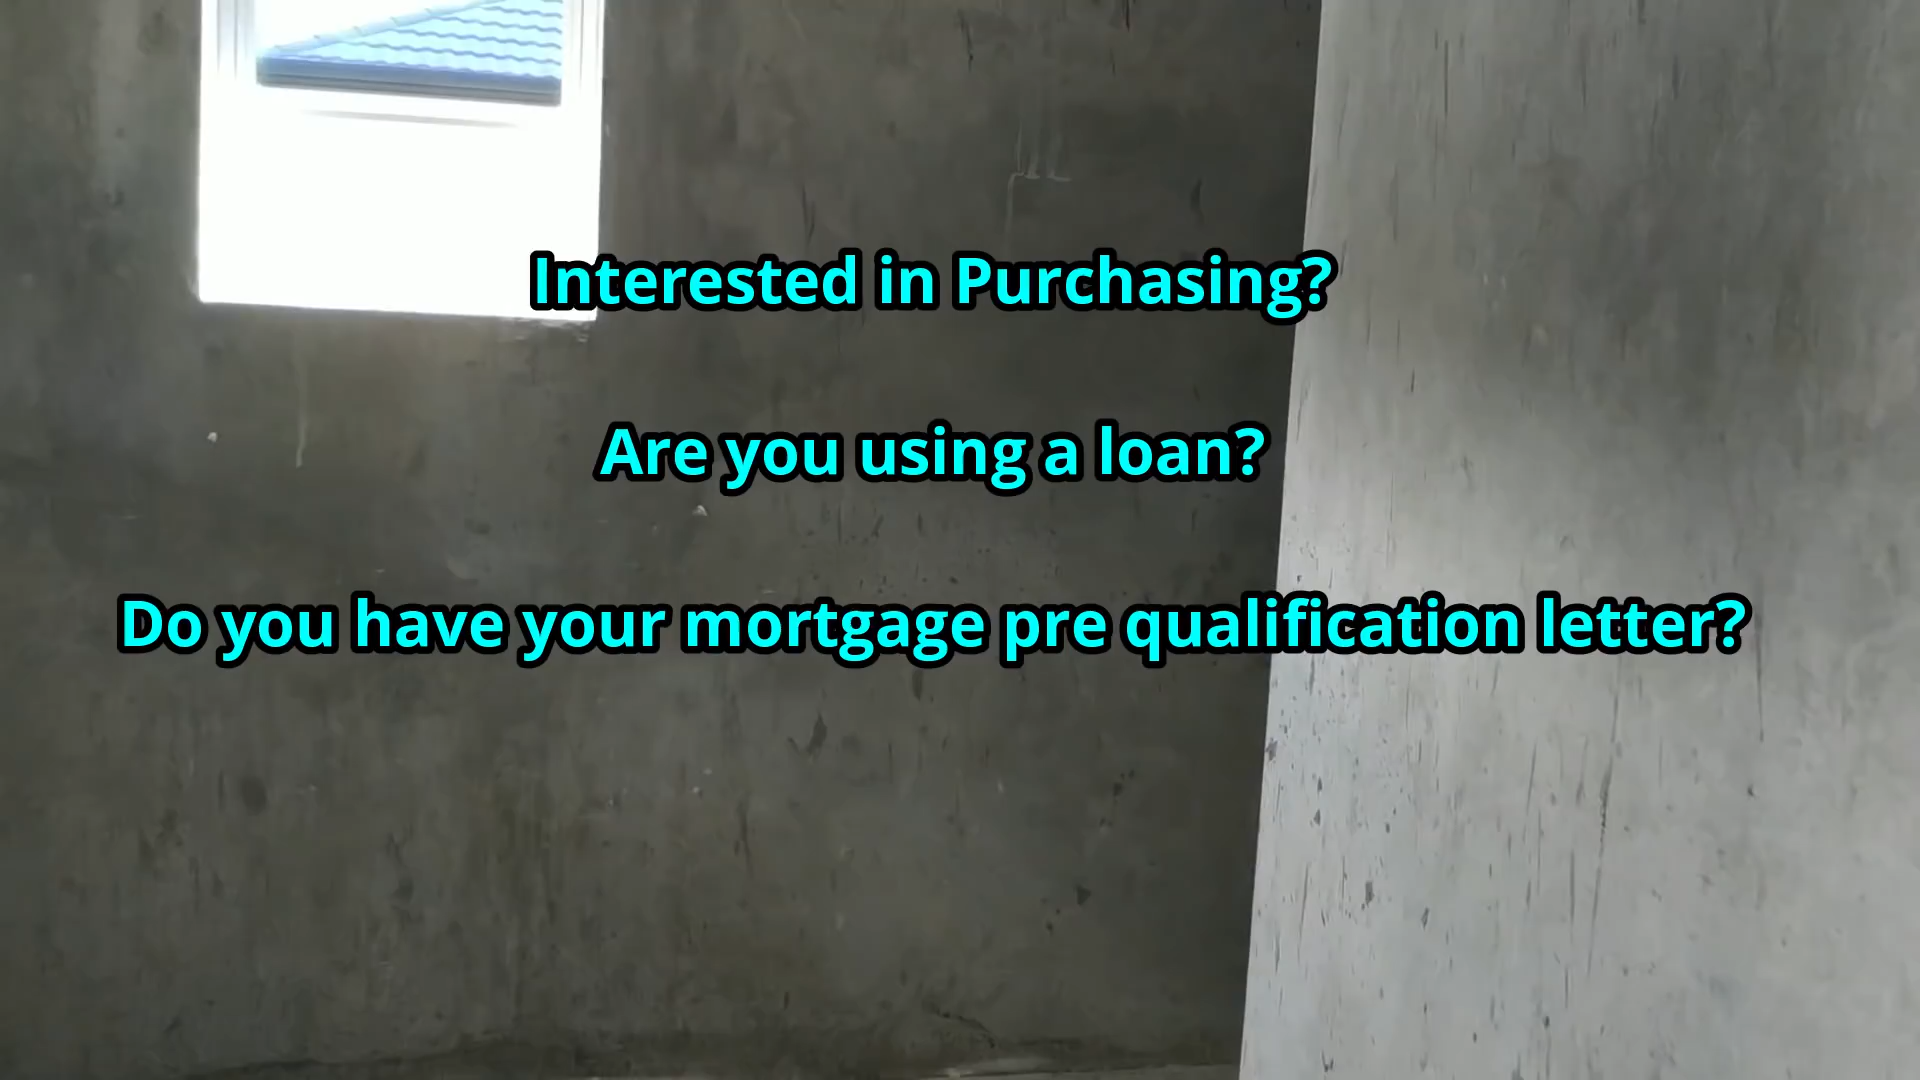 Interested in Purchasing?
Are you using a loan?
Do you have your mortgage pre qualification letter?